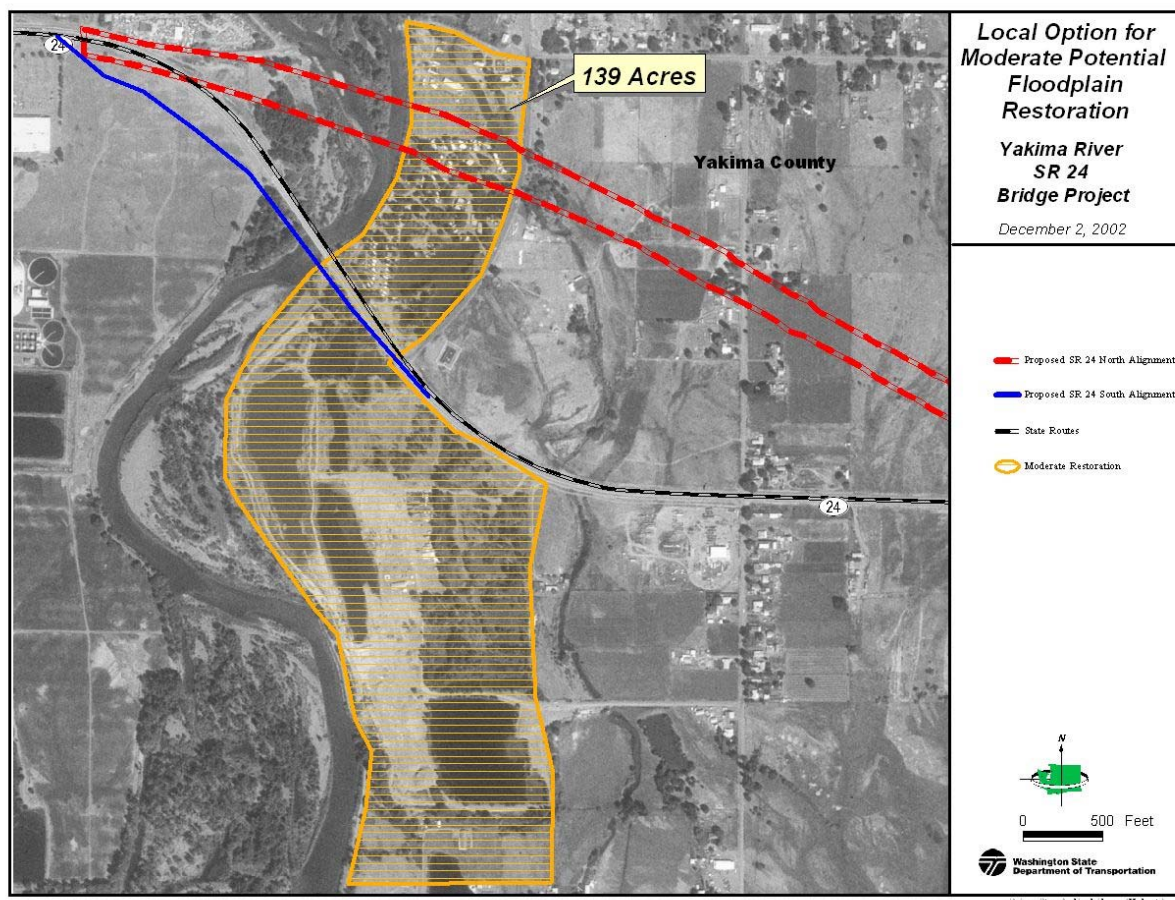 Local Option for
Moderate Potential
Floodplain
Restoration
Yakima River
SR 24
Bridge Project
December 2, 2002
24
139 Acres
Yakima County
24
Proposed SR 24 North Alignment
Proposed SR 24 South Alignment
State Routes
Moderate Restoration
N
0 500 Feet
Washington State
Department of Transportation